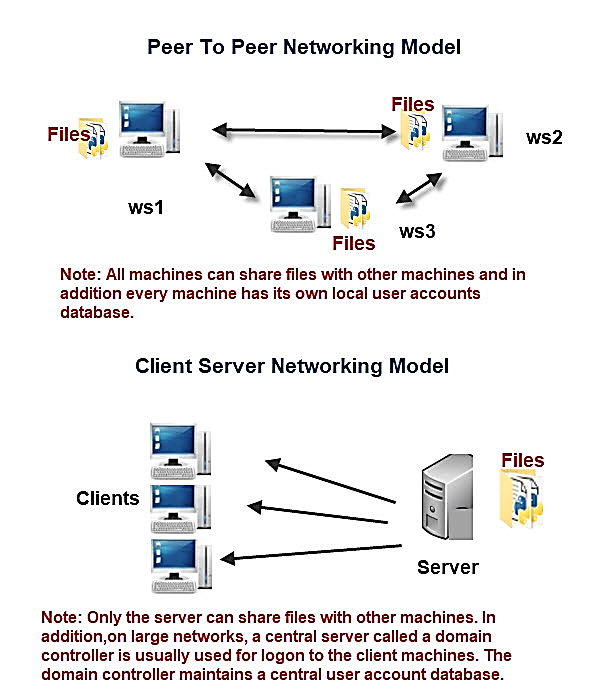 Peer To Peer Networking Model
Files
Files
ws2
ws1
ws3
Files
Note: All machines can share files with other machines and in
addition every machine has its own local user accounts
database.
Client Server Networking Model
Files
Clients
Server
Note: Only the server can share files with other machines. In
addition,on large networks, a central server called a domain
controller is usually used for logon to the client machines. The
domain controller maintains a central user account database.